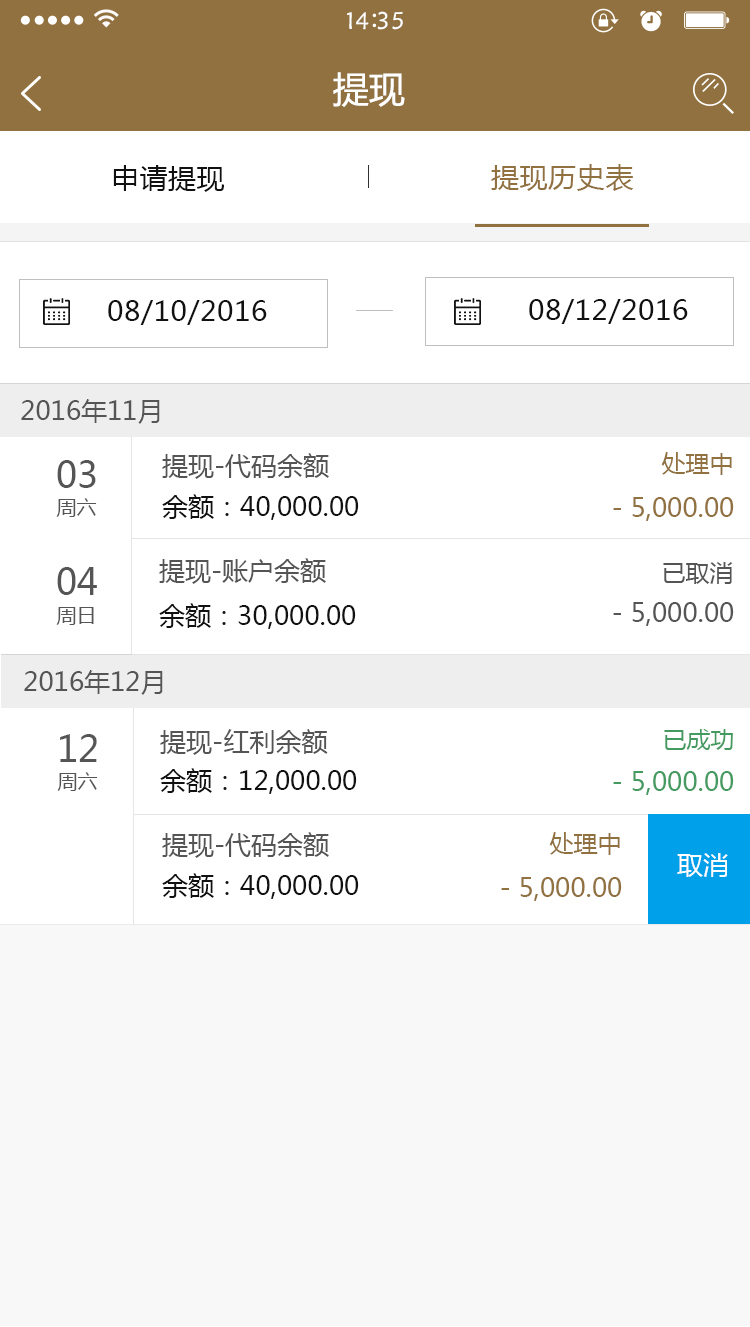 14:35
提现
申请提现 | 提现历史表
08/10/2016 — 08/12/2016
2016年11月
03 提现-代码余额 处理中
周六 余额：40,000.00 - 5,000.00
04 提现-账户余额 已取消
周日 余额：30,000.00 - 5,000.00
2016年12月
12 提现-红利余额 已成功
周六 余额：12,000.00 - 5,000.00
提现-代码余额 处理中
余额：40,000.00 - 5,000.00
取消